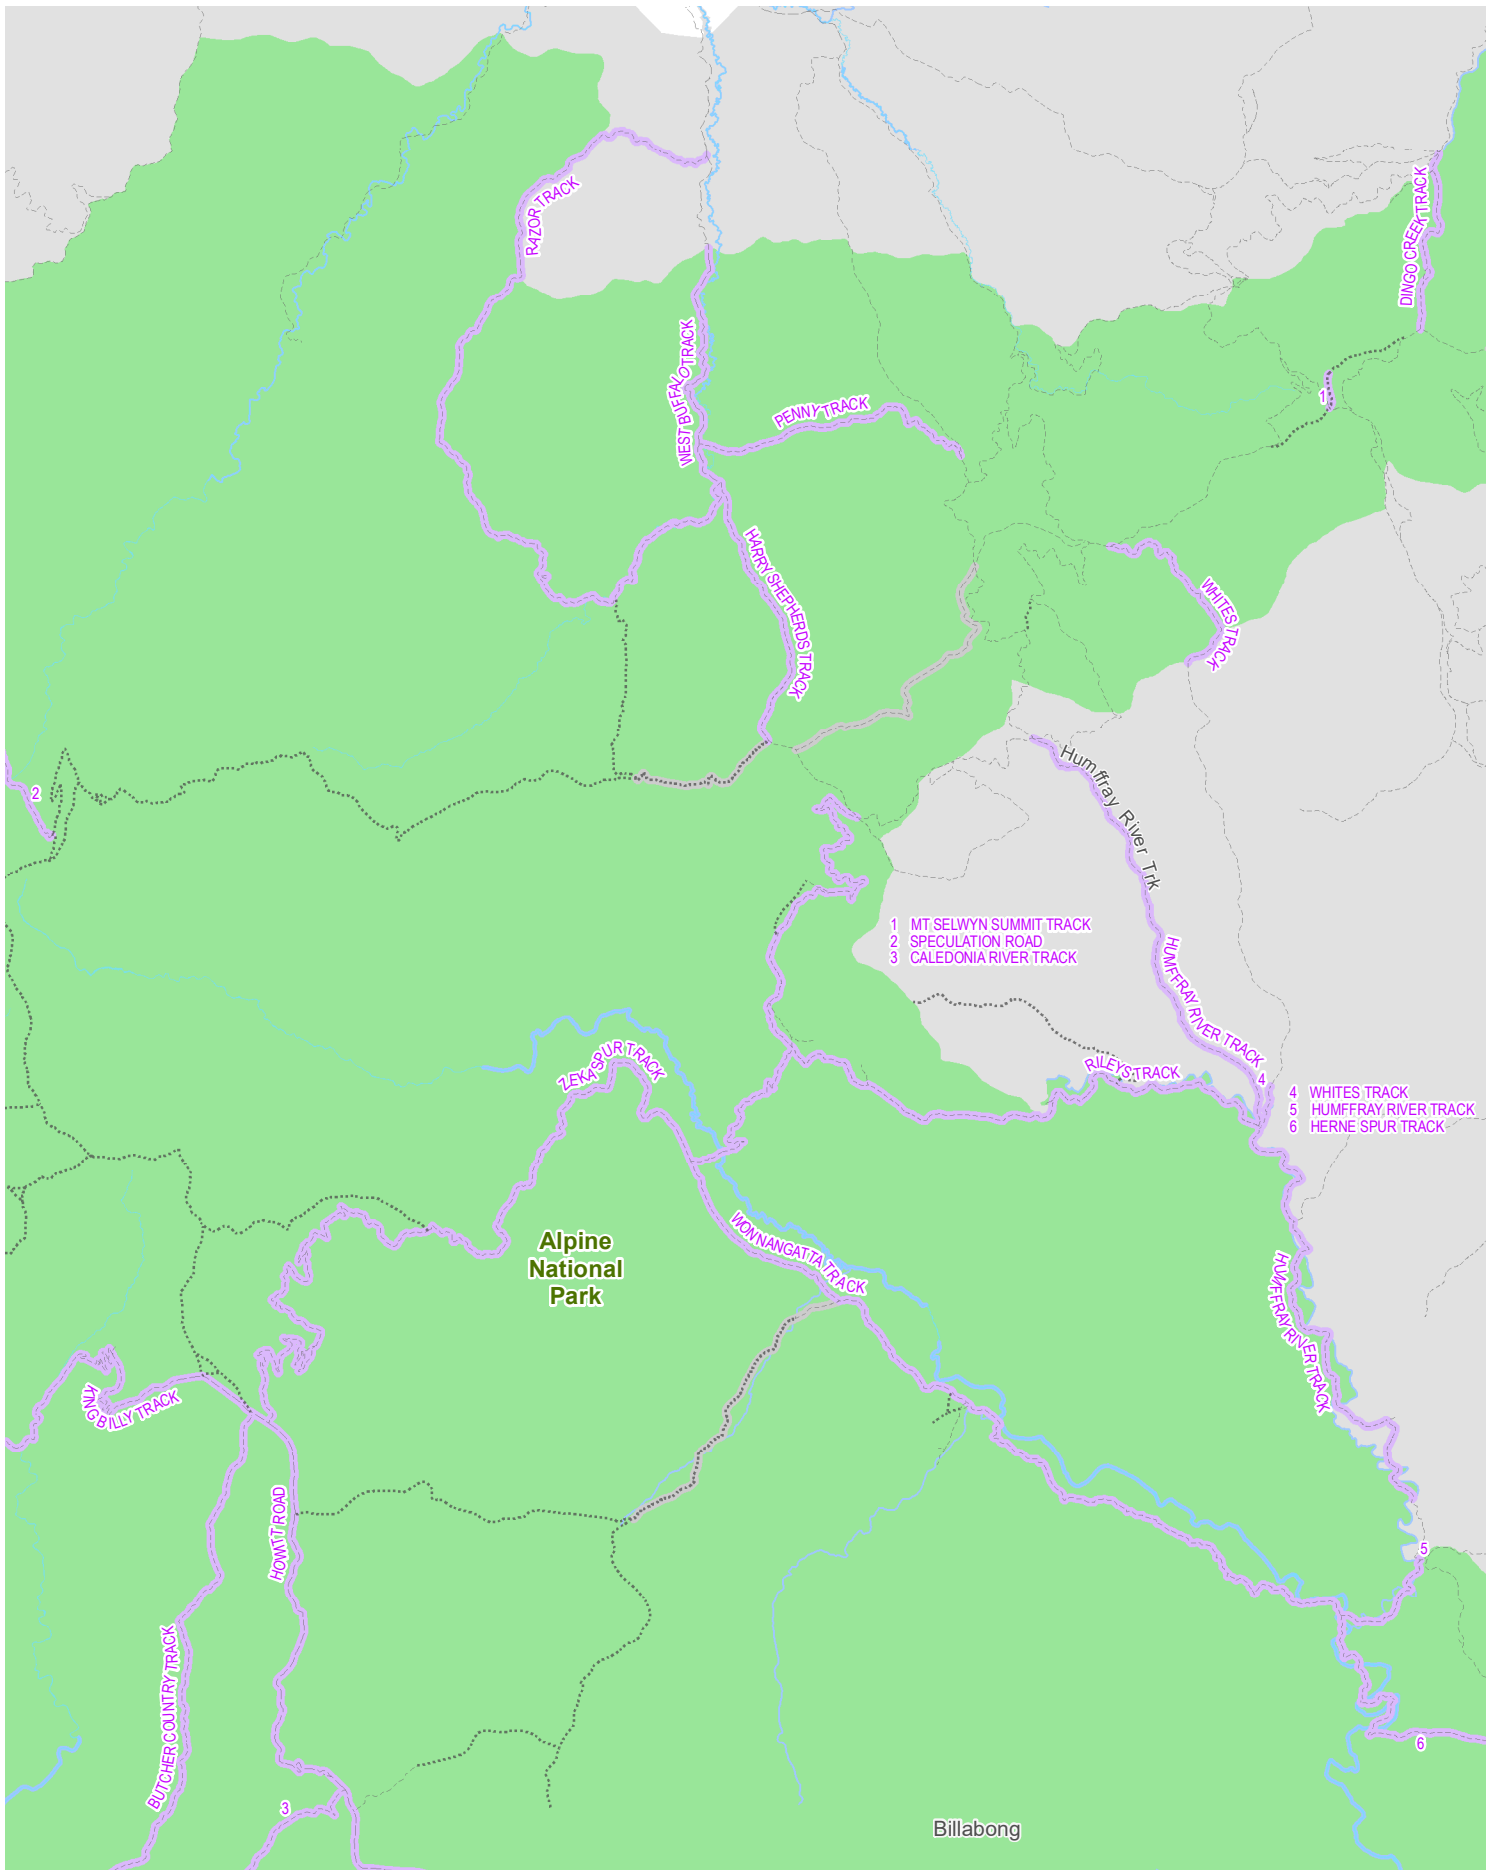 RAZOR TRACK
DINGO CREEK TRACK
WEST BUFFALO TRACK
1
PENNY TRACK
HARRY SHEPHERDS TRACK
WHITES TRACK
Humffray River Trk
2
1 MT SELWYN SUMMIT TRACK
2 SPECULATION ROAD
3 CALEDONIA RIVER TRACK
HUMFFRAY RIVER TRACK
ZEKA SPUR TRACK
RILEYS TRACK
4
4 WHITES TRACK
5 HUMFFRAY RIVER TRACK
6 HERNE SPUR TRACK
WONNANGATTA TRACK
Alpine
National
Park
HUMFFRAY RIVER TRACK
KING BILLY TRACK
HOWITT ROAD
5
BUTCHER COUNTRY TRACK
6
3
Billabong